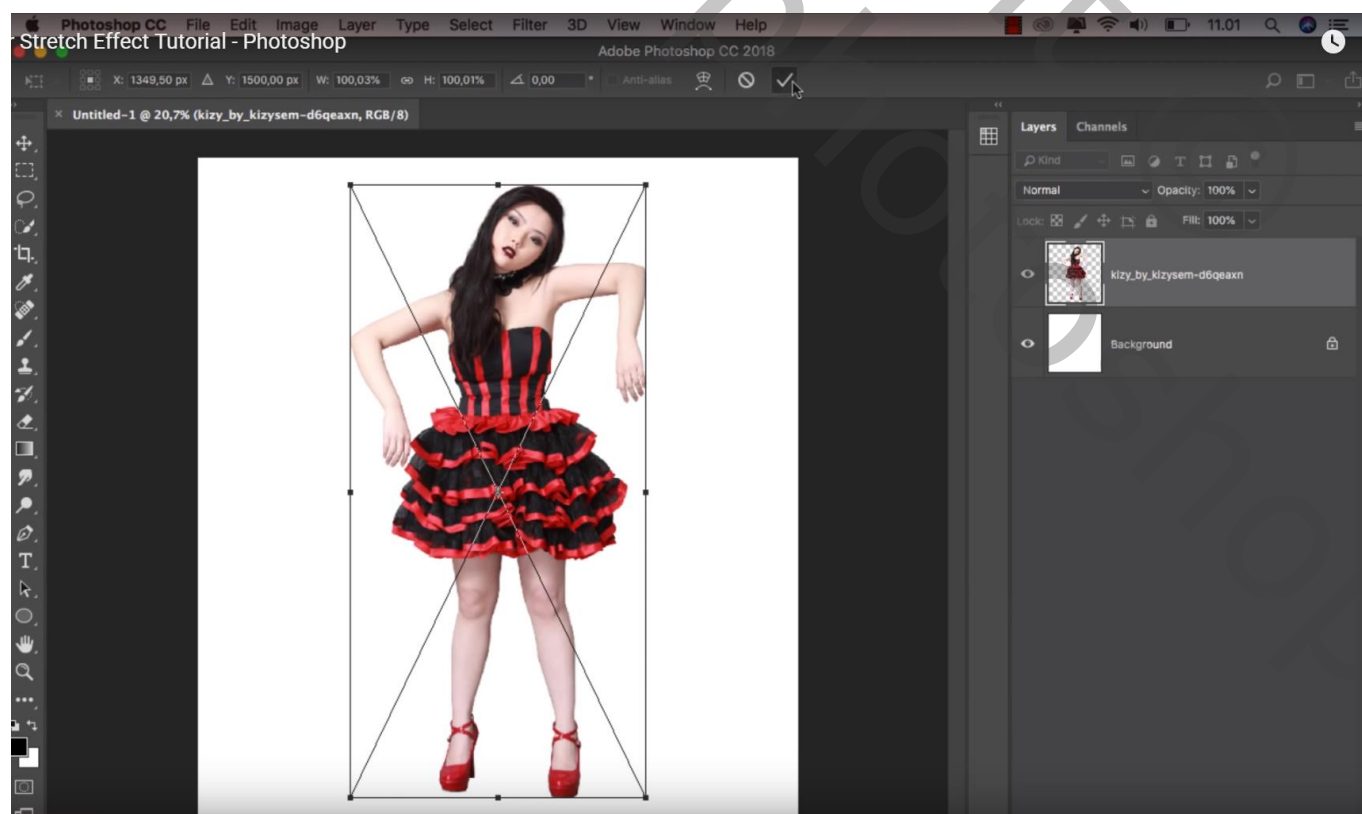 Photoshop CC File Edit Image Layer Type Select Filter 3D View Window Help 11.01
Stretch Effect Tutorial - Photoshop
Adobe Photoshop CC 2018
X: 1349,50 px Y: 1500,00 px W: 100,03% H: 100,01% 0,00 ° Anti-alias
× Untitled-1 @ 20,7% (kizy_by_kizysem-d6qeaxn, RGB/8)
Layers Channels
Kind
Normal Opacity: 100%
Lock: Fill: 100%
kizy_by_kizysem-d6qeaxn
Background